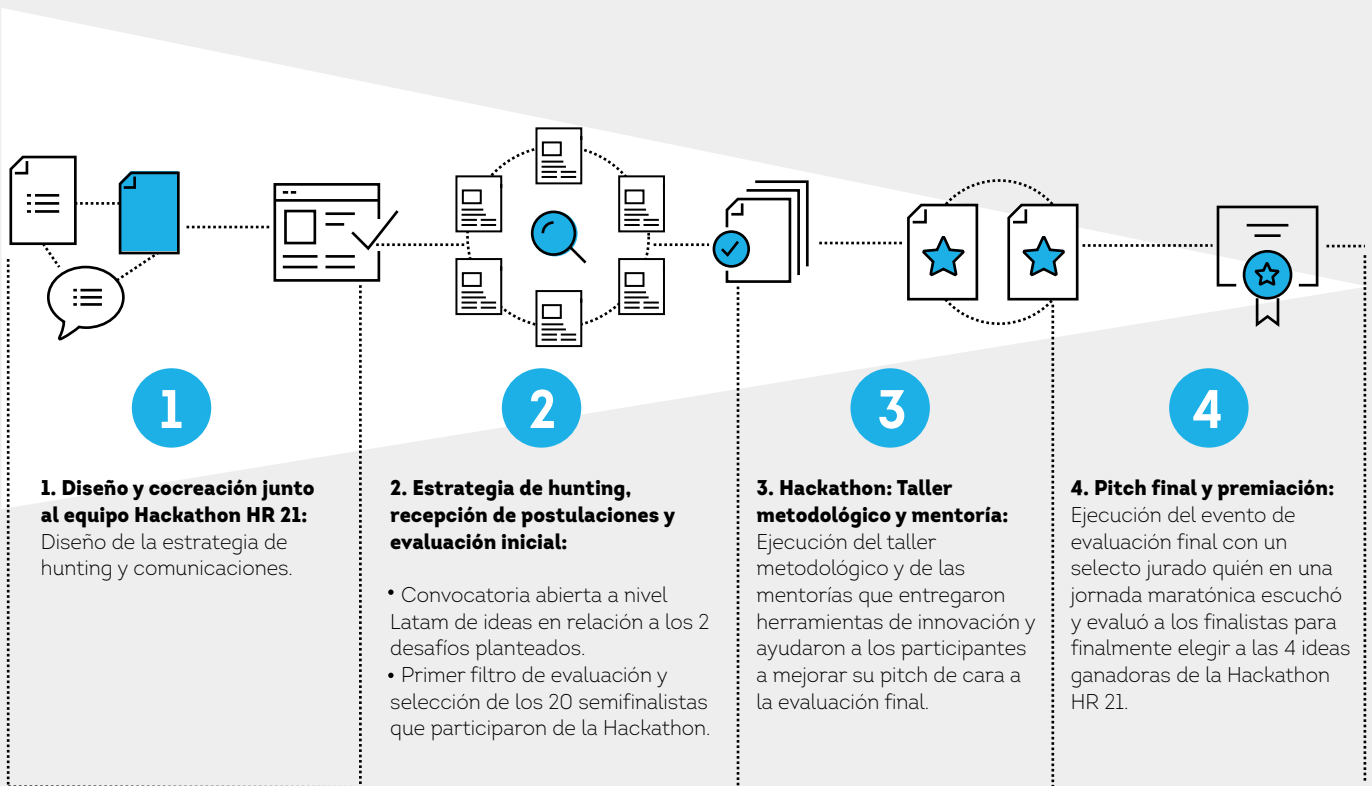 1
1. Diseño y cocreación junto
al equipo Hackathon HR 21:
Diseño de la estrategia de
hunting y comunicaciones.
2
2. Estrategia de hunting,
recepción de postulaciones y
evaluación inicial:
• Convocatoria abierta a nivel
Latam de ideas en relación a los 2
desafíos planteados.
• Primer filtro de evaluación y
selección de los 20 semifinalistas
que participaron de la Hackathon.
3
3. Hackathon: Taller
metodológico y mentoría:
Ejecución del taller
metodológico y de las
mentorías que entregaron
herramientas de innovación y
ayudaron a los participantes
a mejorar su pitch de cara a
la evaluación final.
4
4. Pitch final y premiación:
Ejecución del evento de
evaluación final con un
selecto jurado quién en una
jornada maratónica escuchó
y evaluó a los finalistas para
finalmente elegir a las 4 ideas
ganadoras de la Hackathon
HR 21.